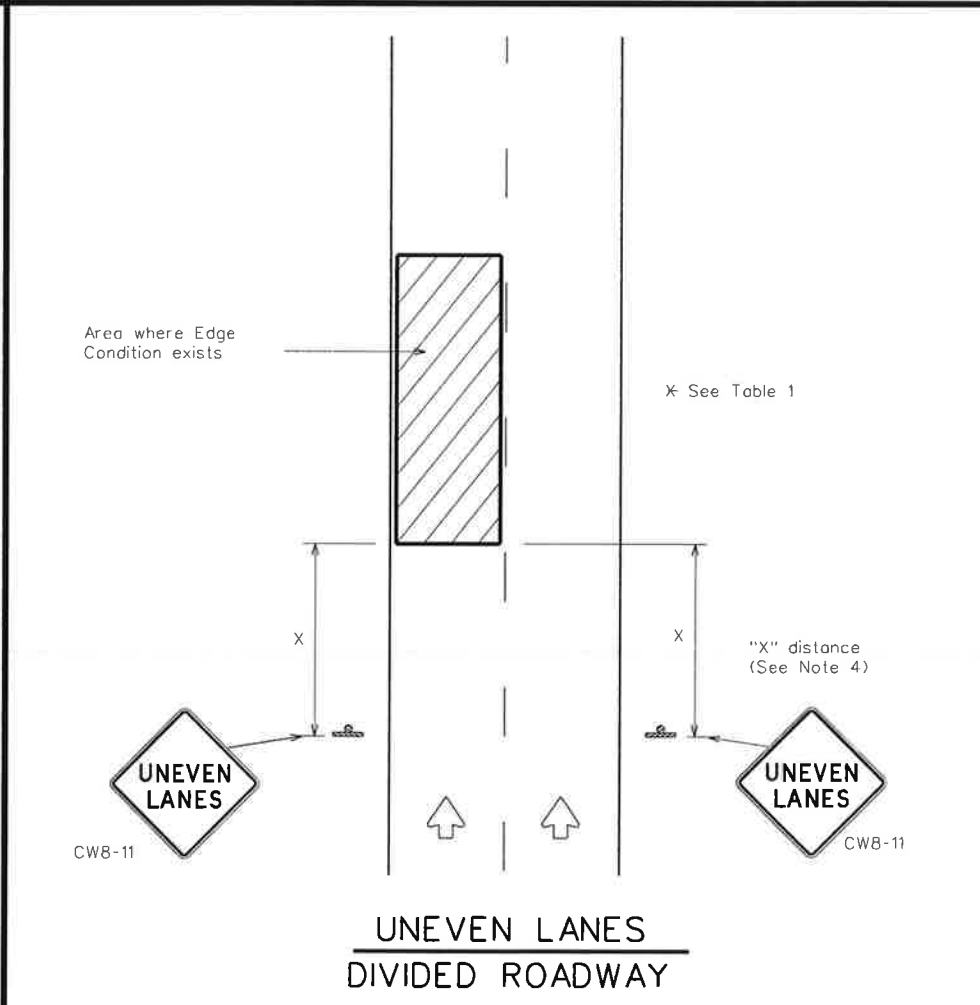 Area where Edge
Condition exists
X See Table 1
X
X
"X" distance
(See Note 4)
UNEVEN
LANES
CW8-11
UNEVEN
LANES
CW8-11
UNEVEN LANES
DIVIDED ROADWAY